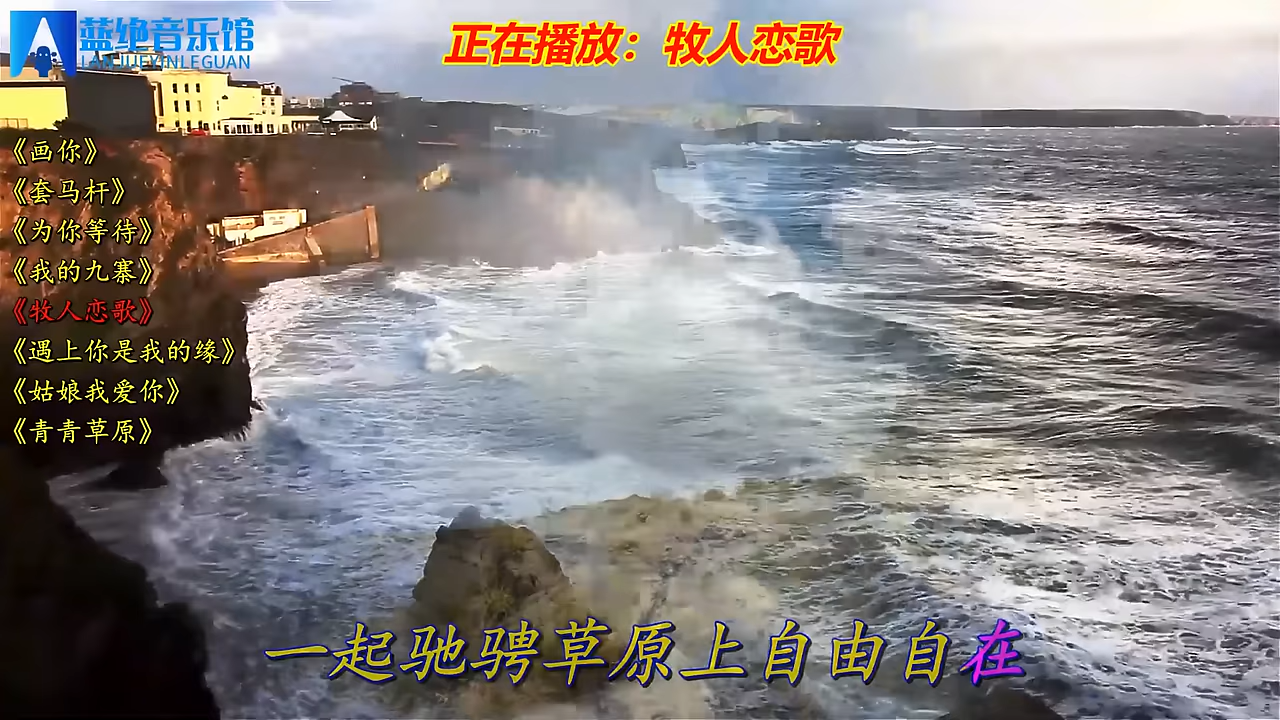 蓝绝音乐馆
LANJUEYINLEGUAN
正在播放：牧人恋歌
《画你》
《套马杆》
《为你等待》
《我的九寨》
《牧人恋歌》
《遇上你是我的缘》
《姑娘我爱你》
《青青草原》
一起驰骋草原上自由自在